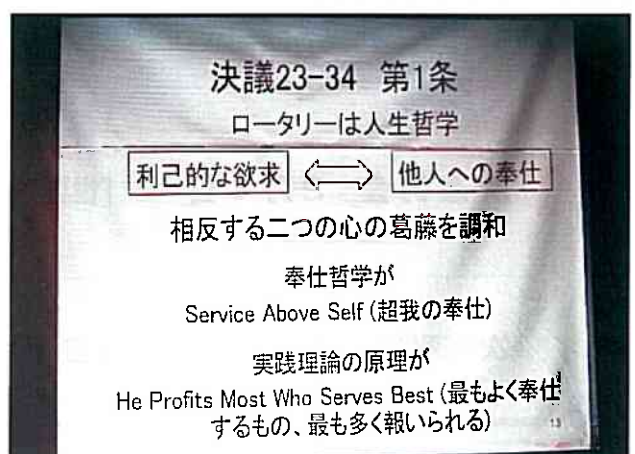 決議23-34 第1条
ロータリーは人生哲学
利己的な欲求 ⇔ 他人への奉仕
相反する二つの心の葛藤を調和
奉仕哲学が
Service Above Self (超我の奉仕)
実践理論の原理が
He Profits Most Who Serves Best (最もよく奉仕
するもの、最も多く報いられる)
13